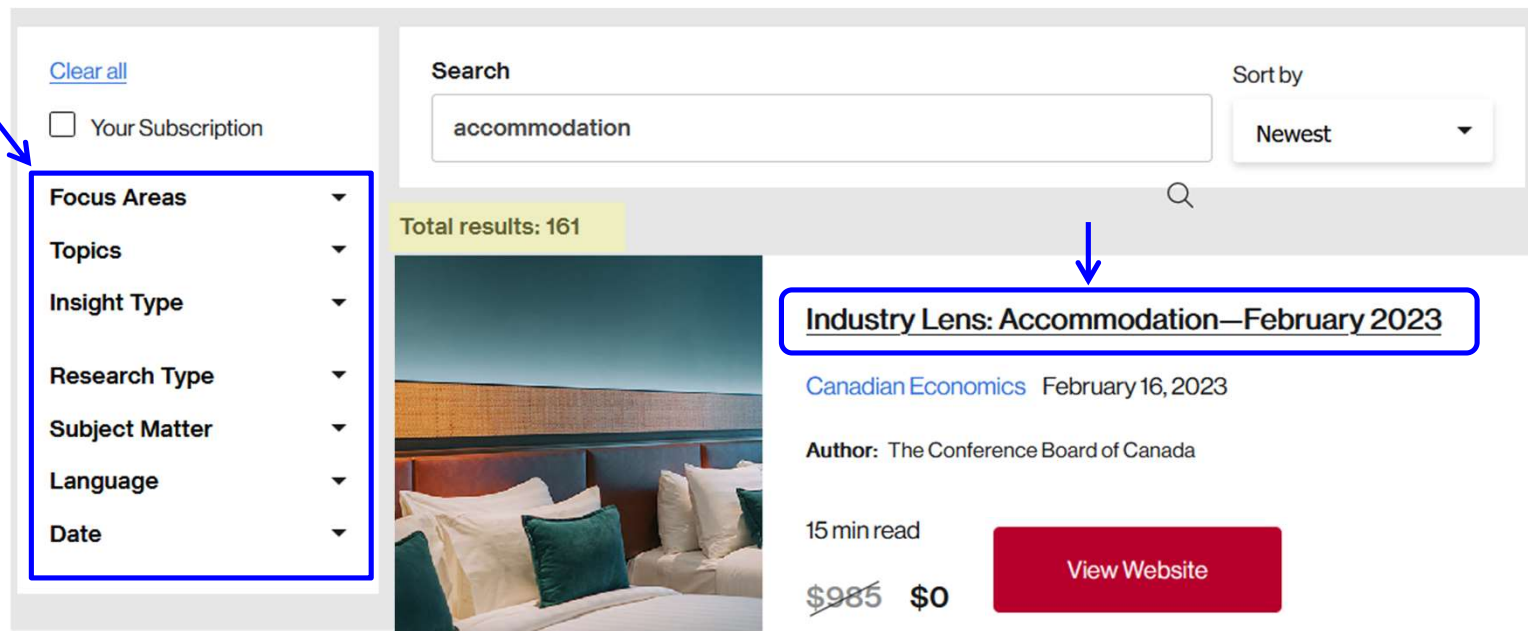 Clear all
Your Subscription
Focus Areas
Topics
Insight Type
Research Type
Subject Matter
Language
Date
Search
accommodation
Sort by
Newest
Total results: 161
Industry Lens: Accommodation—February 2023
Canadian Economics February 16, 2023
Author: The Conference Board of Canada
15 min read
$985 $0
View Website